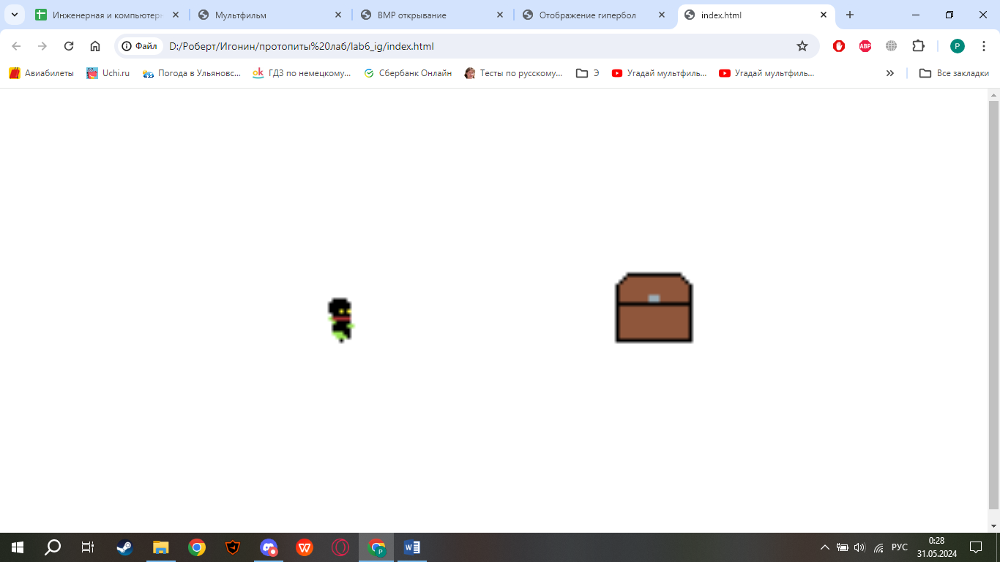 Инженерная и компьютерн
Мультфильм
BMP открывание
Отображение гипербол
index.html
Файл
D:/Роберт/Игонин/протопиты%20лаб/lab6_ig/index.html
ABP
P
Авиабилеты
Uchi.ru
Погода в Ульяновс...
ok
ГДЗ по немецкому...
Сбербанк Онлайн
Тесты по русскому...
Э
Угадай мультфиль...
Угадай мультфиль...
Все закладки
P
W
РУС
0:28
31.05.2024